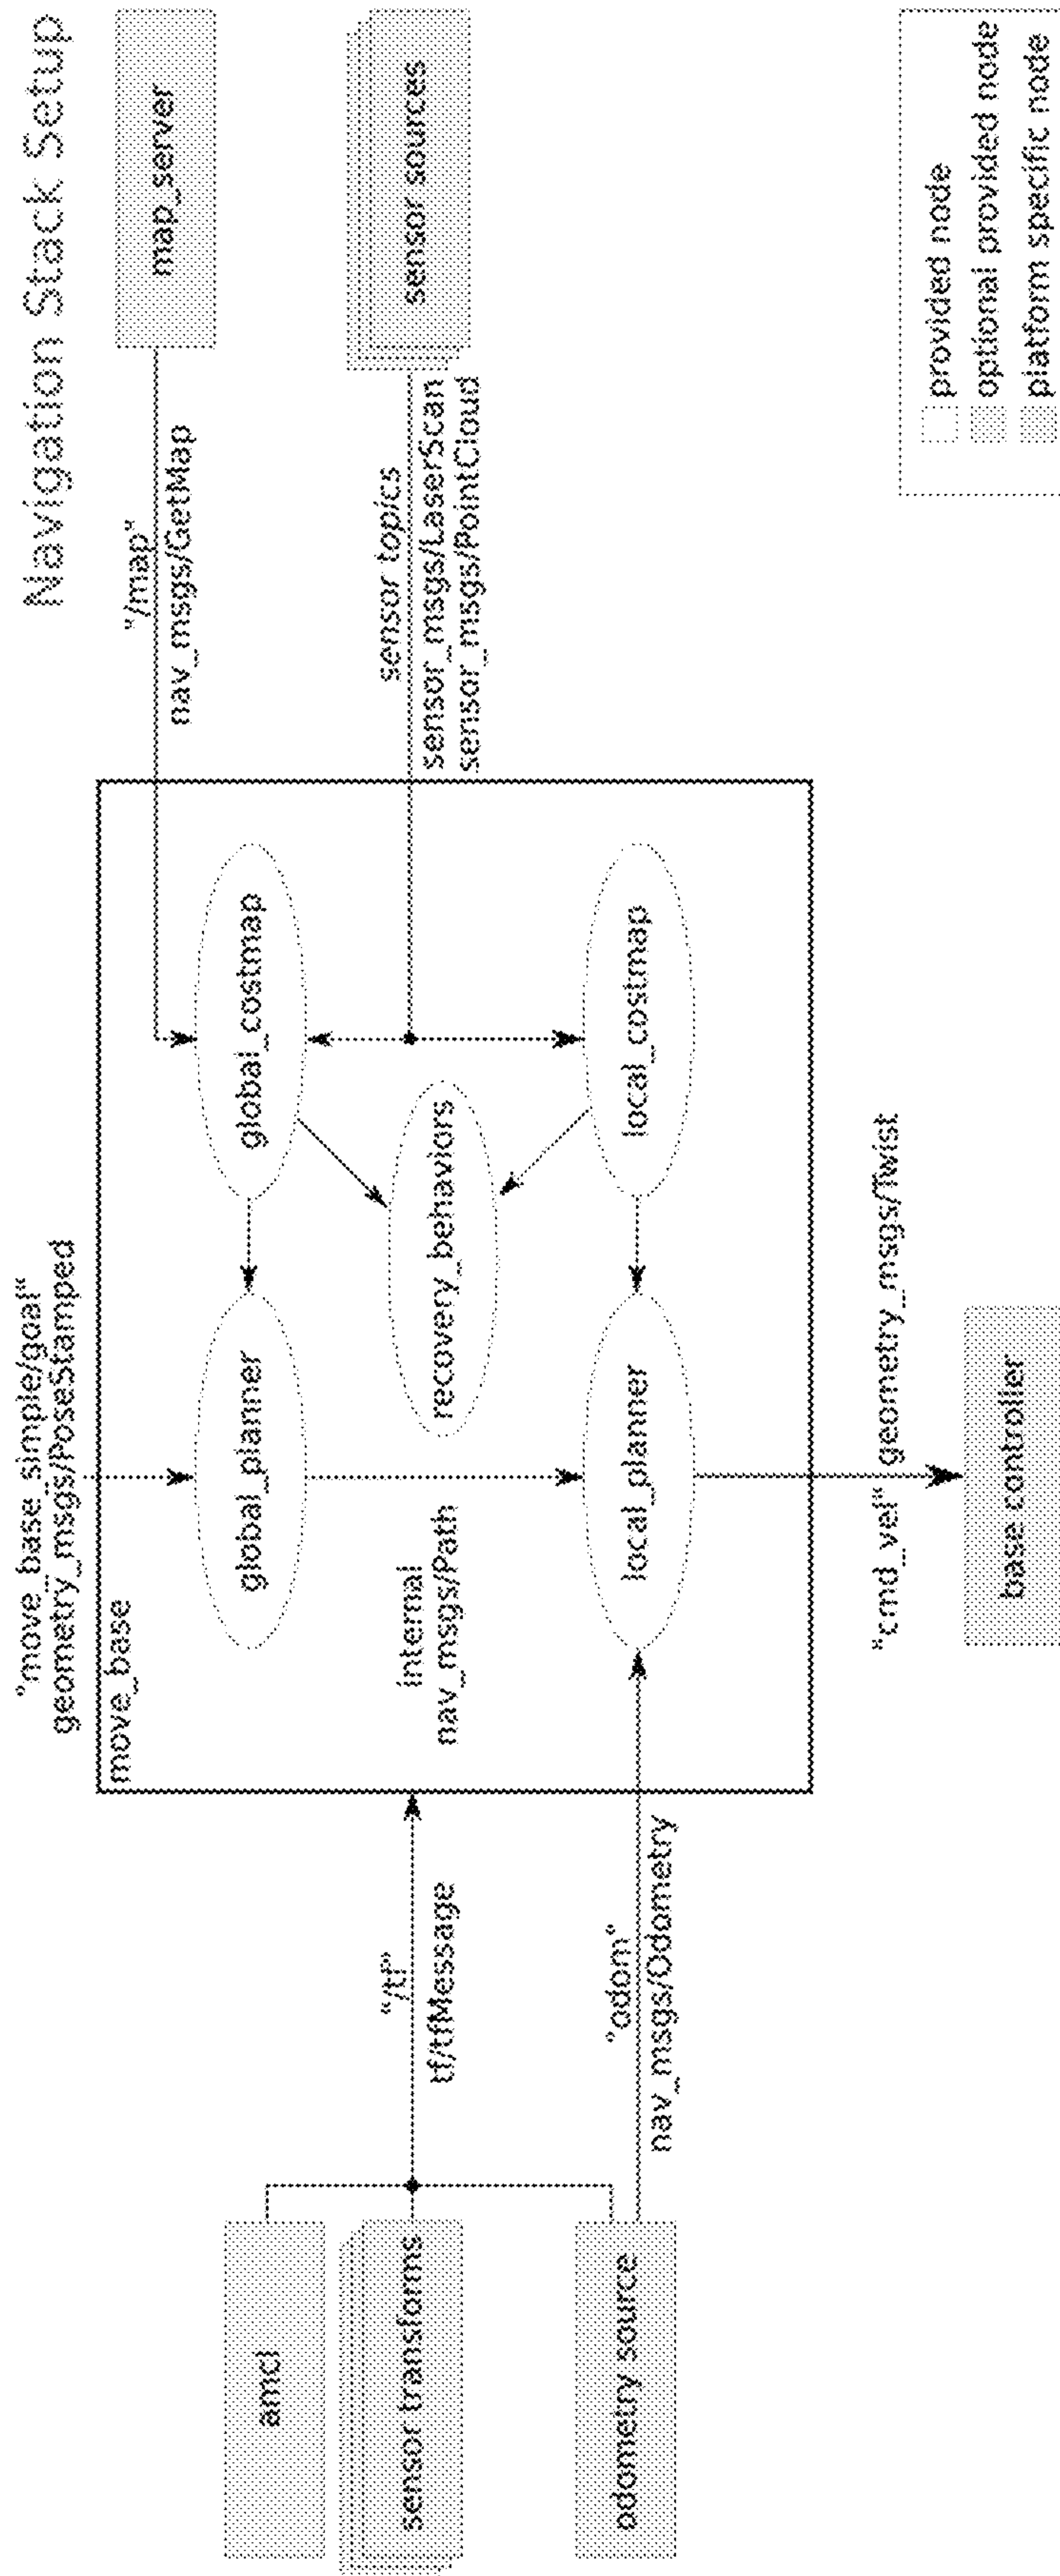 Navigation Stack Setup
"move_base_simple/goal"
geometry_msgs/PoseStamped
move_base
"/map"
nav_msgs/GetMap
map_server
amcl
global_planner
global_costmap
"/tf"
tf/tfMessage
sensor transforms
internal
nav_msgs/Path
recovery_behaviors
sensor topics
sensor_msgs/LaserScan
sensor_msgs/PointCloud
sensor sources
"odom"
nav_msgs/Odometry
odometry source
local_planner
local_costmap
"cmd_vel" geometry_msgs/Twist
base controller
provided node
optional provided node
platform specific node